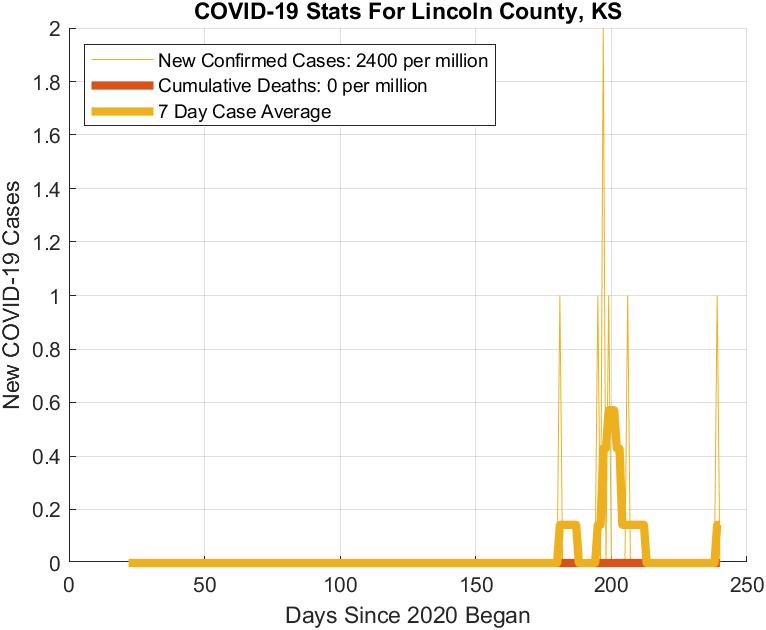 COVID-19 Stats For Lincoln County, KS
New Confirmed Cases: 2400 per million
Cumulative Deaths: 0 per million
7 Day Case Average
New COVID-19 Cases
2
1.8
1.6
1.4
1.2
1
0.8
0.6
0.4
0.2
0
0 50 100 150 200 250
Days Since 2020 Began